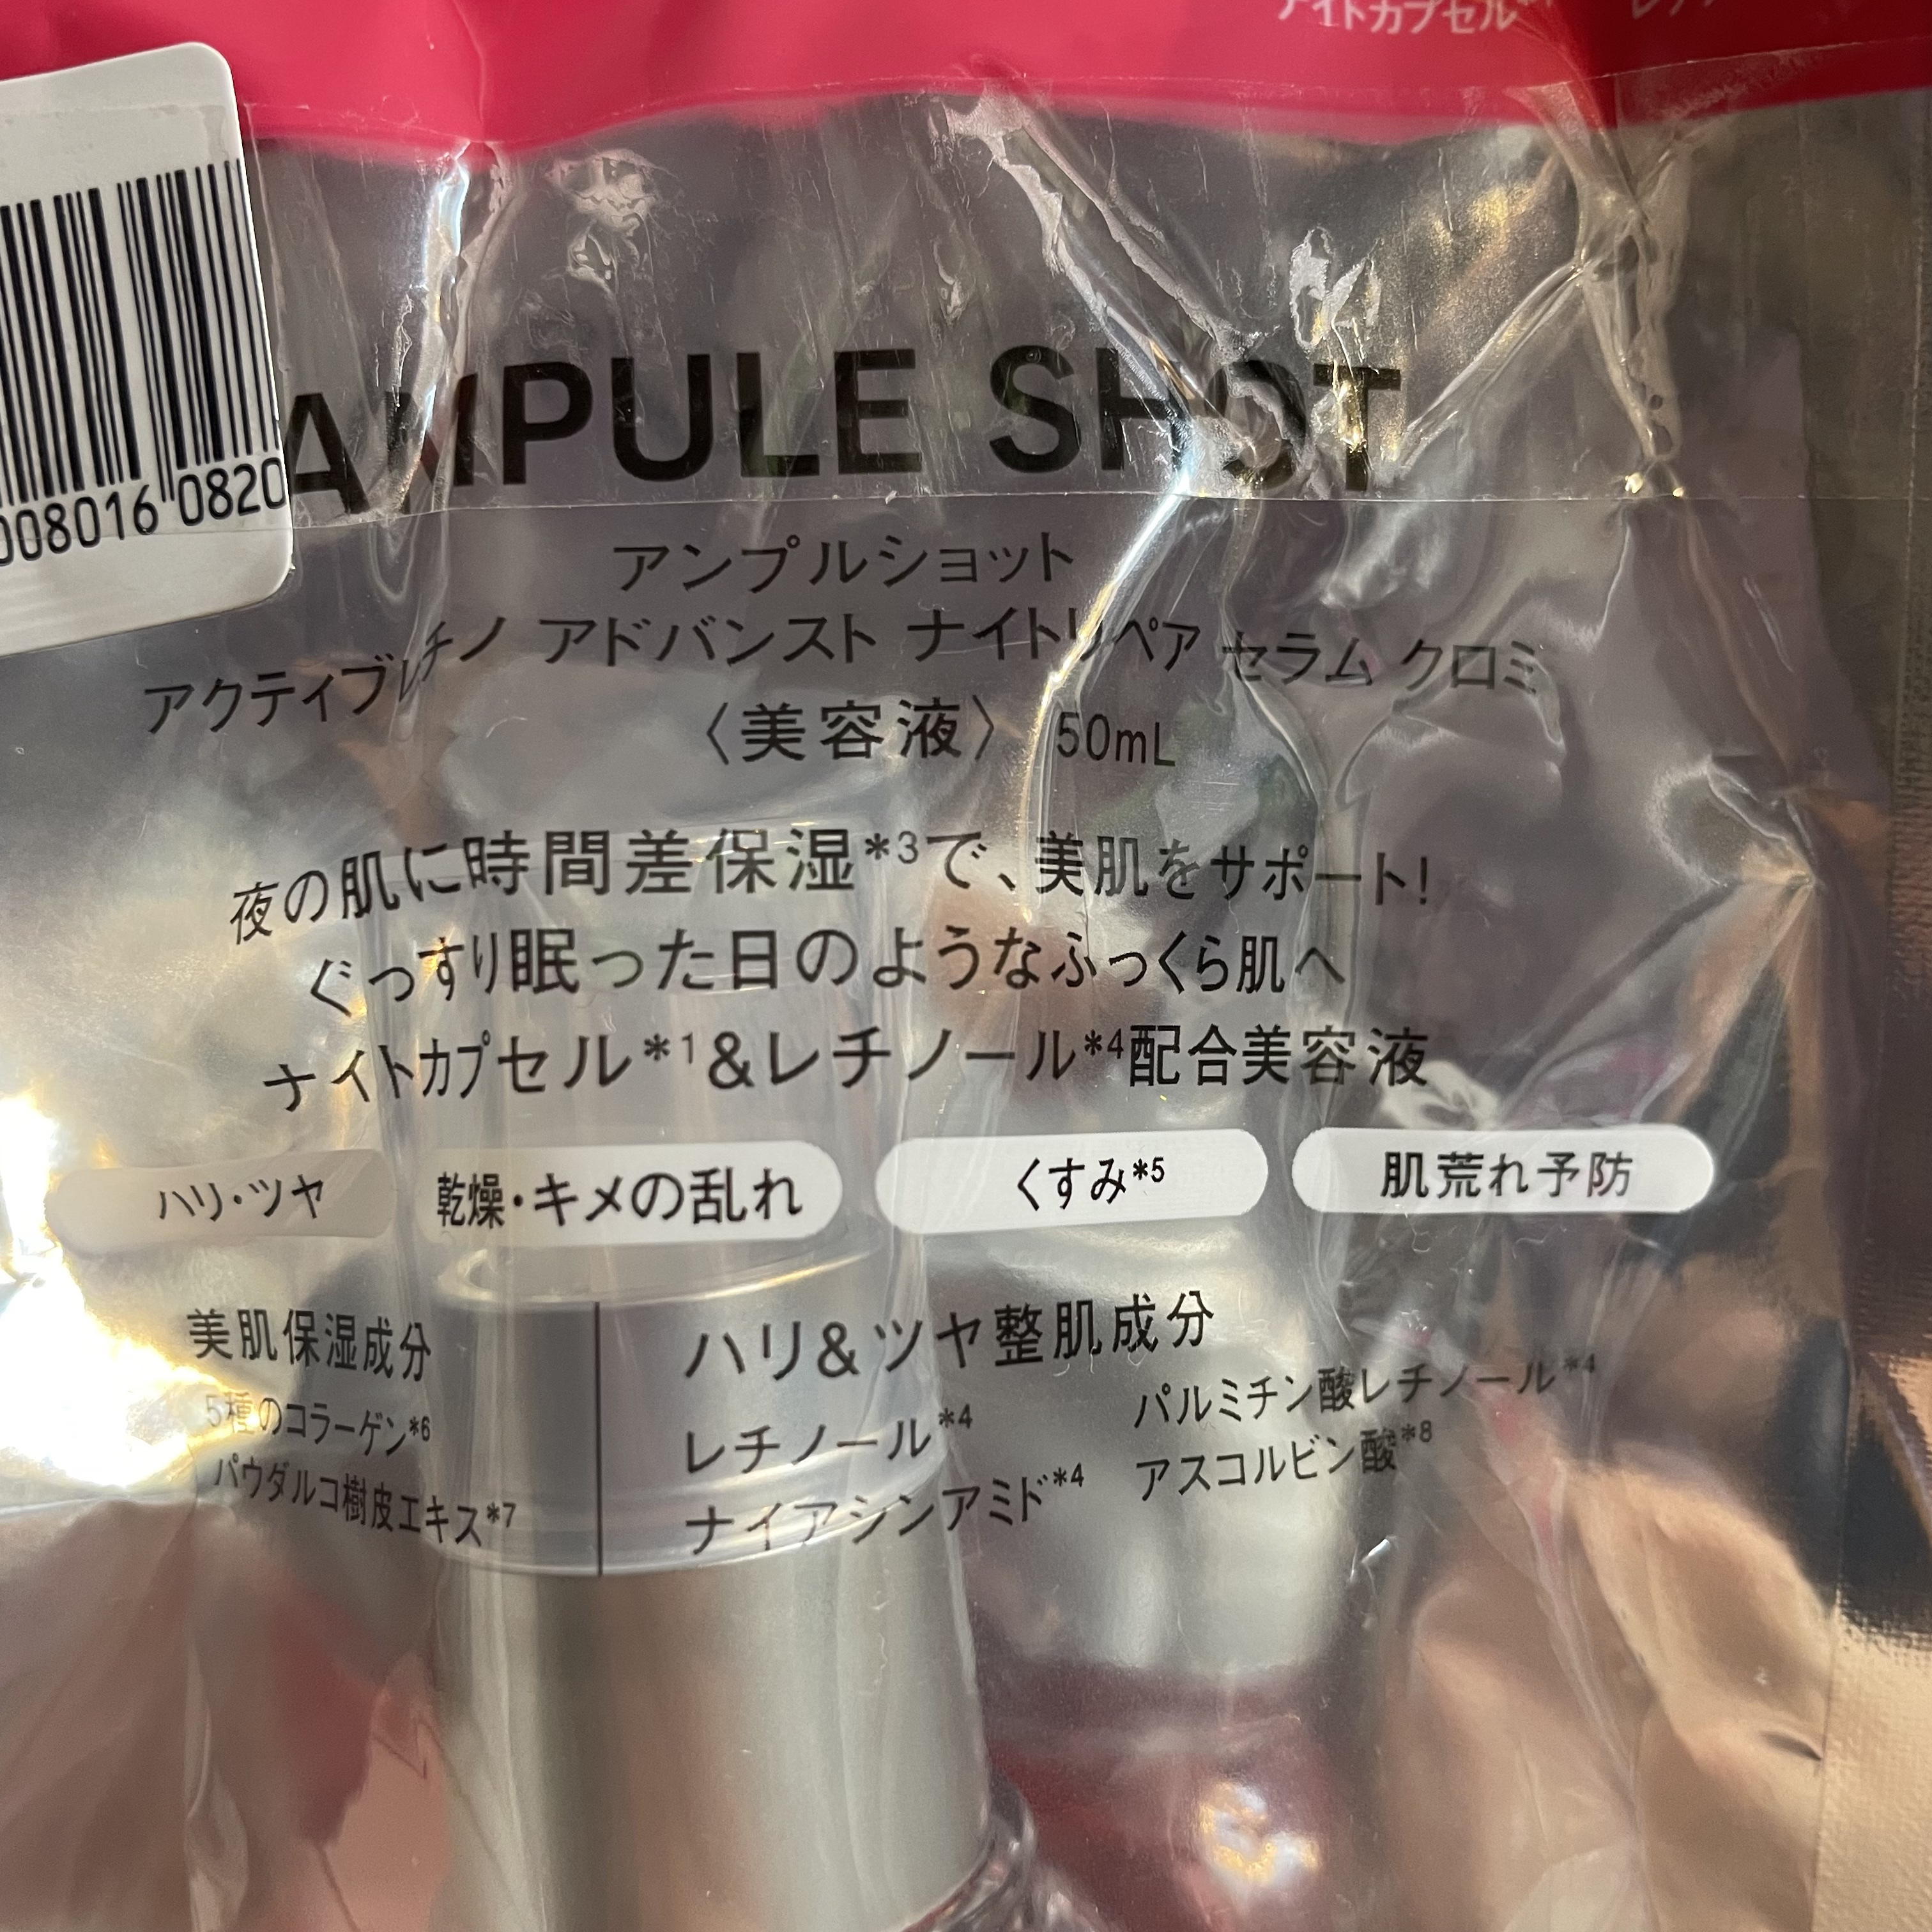 ナイトカプセル
008016 0820
AMPULE SHOT
アンプルショット
アクティブレチノ アドバンスト ナイトリペア セラム クロミ
〈美容液〉 50mL
夜の肌に時間差保湿*3で、美肌をサポート!
ぐっすり眠った日のようなふっくら肌へ
ナイトカプセル*1&レチノール*4配合美容液
ハリ・ツヤ
乾燥・キメの乱れ
くすみ*5
肌荒れ予防
美肌保湿成分
5種のコラーゲン*6
パウダルコ樹皮エキス*7
ハリ&ツヤ整肌成分
レチノール*4
ナイアシンアミド*4
パルミチン酸レチノール*4
アスコルビン酸*8